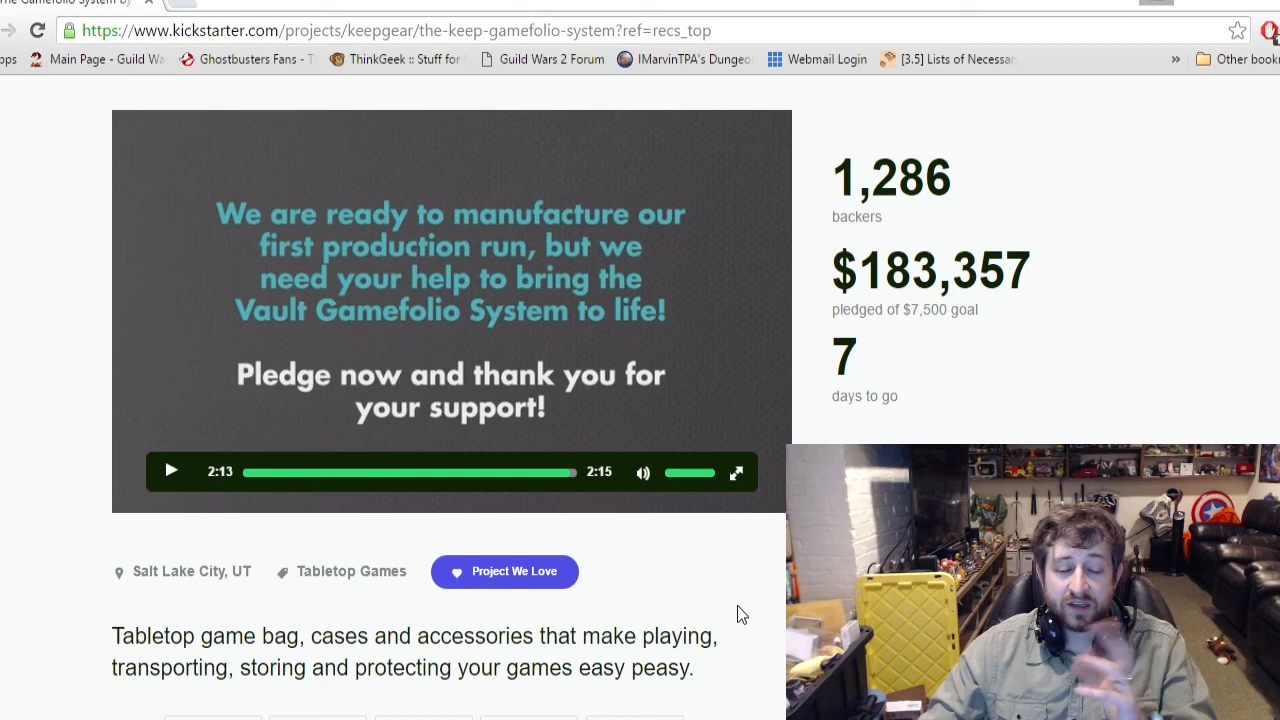 The Gamefolio System by
https://www.kickstarter.com/projects/keepgear/the-keep-gamefolio-system?ref=recs_top
Main Page - Guild Wa
Ghostbusters Fans - T
ThinkGeek :: Stuff for
Guild Wars 2 Forum
IMarvinTPA's Dungeo
Webmail Login
[3.5] Lists of Necessar
»
Other book
We are ready to manufacture our
first production run, but we
need your help to bring the
Vault Gamefolio System to life!
Pledge now and thank you for
your support!
2:13
2:15
1,286
backers
$183,357
pledged of $7,500 goal
7
days to go
Salt Lake City, UT
Tabletop Games
Project We Love
Tabletop game bag, cases and accessories that make playing,
transporting, storing and protecting your games easy peasy.